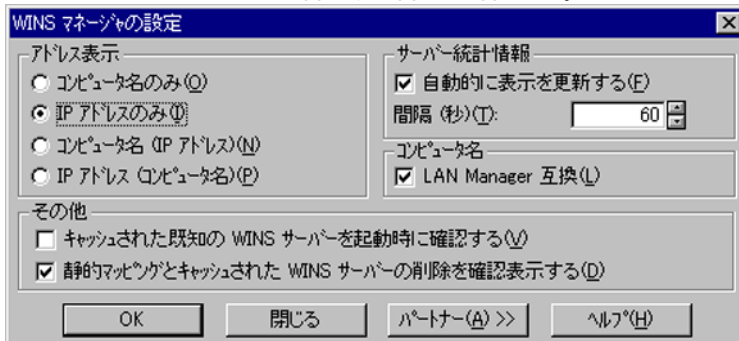 WINS マネージャの設定
アドレス表示
コンピュータ名のみ(O)
IP アドレスのみ(I)
コンピュータ名 (IP アドレス)(N)
IP アドレス (コンピュータ名)(P)
サーバー統計情報
自動的に表示を更新する(F)
間隔 (秒)(T): 60
コンピュータ名
LAN Manager 互換(L)
その他
キャッシュされた既知の WINS サーバーを起動時に確認する(V)
静的マッピングとキャッシュされた WINS サーバーの削除を確認表示する(D)
OK 閉じる パートナー(A) >> ヘルプ(H)